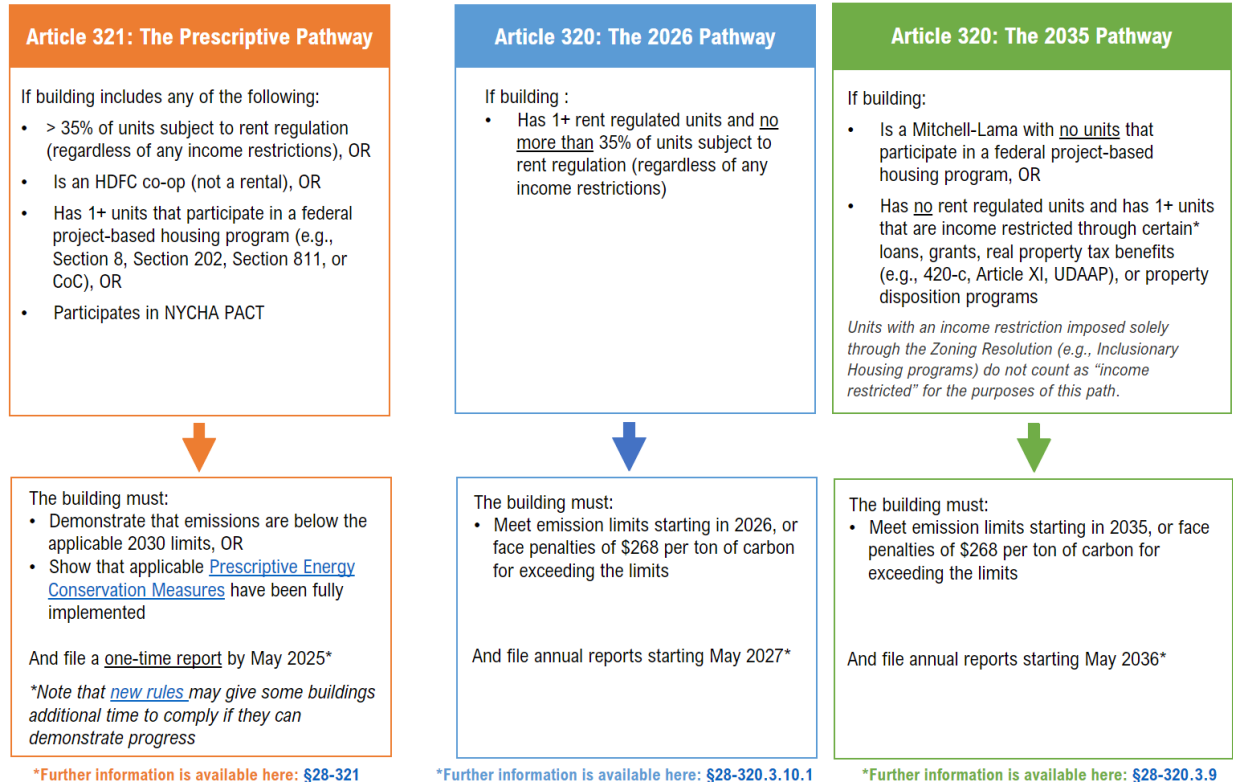 Article 321: The Prescriptive Pathway
If building includes any of the following:
• > 35% of units subject to rent regulation
(regardless of any income restrictions), OR
• Is an HDFC co-op (not a rental), OR
• Has 1+ units that participate in a federal
project-based housing program (e.g.,
Section 8, Section 202, Section 811, or
CoC), OR
• Participates in NYCHA PACT
The building must:
• Demonstrate that emissions are below the
applicable 2030 limits, OR
• Show that applicable Prescriptive Energy
Conservation Measures have been fully
implemented
And file a one-time report by May 2025*
*Note that new rules may give some buildings
additional time to comply if they can
demonstrate progress
*Further information is available here: §28-321
Article 320: The 2026 Pathway
If building :
• Has 1+ rent regulated units and no
more than 35% of units subject to
rent regulation (regardless of any
income restrictions)
The building must:
• Meet emission limits starting in 2026, or
face penalties of $268 per ton of carbon
for exceeding the limits
And file annual reports starting May 2027*
*Further information is available here: §28-320.3.10.1
Article 320: The 2035 Pathway
If building:
• Is a Mitchell-Lama with no units that
participate in a federal project-based
housing program, OR
• Has no rent regulated units and has 1+ units
that are income restricted through certain*
loans, grants, real property tax benefits
(e.g., 420-c, Article XI, UDAAP), or property
disposition programs
Units with an income restriction imposed solely
through the Zoning Resolution (e.g., Inclusionary
Housing programs) do not count as “income
restricted” for the purposes of this path.
The building must:
• Meet emission limits starting in 2035, or face
penalties of $268 per ton of carbon for
exceeding the limits
And file annual reports starting May 2036*
*Further information is available here: §28-320.3.9